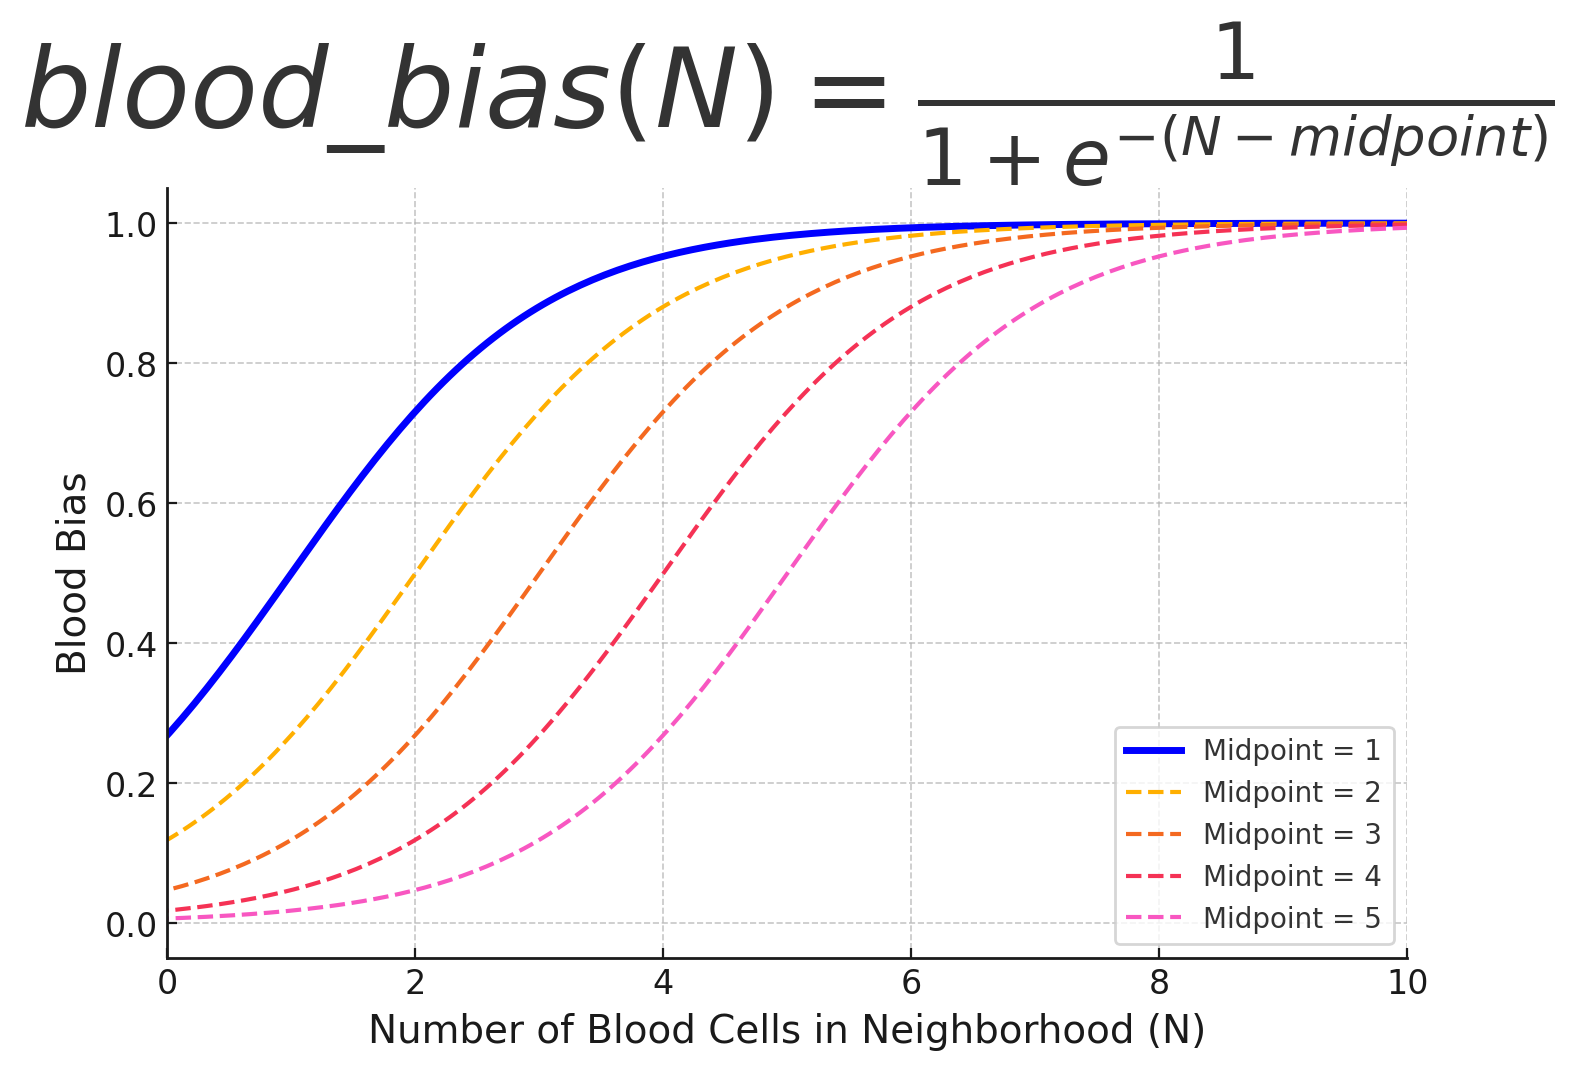 blood_bias(N) = 1 / (1 + e^{-(N - midpoint)})
1.0
0.8
0.6
0.4
0.2
0.0
Blood Bias
0 2 4 6 8 10
Number of Blood Cells in Neighborhood (N)
Midpoint = 1
Midpoint = 2
Midpoint = 3
Midpoint = 4
Midpoint = 5